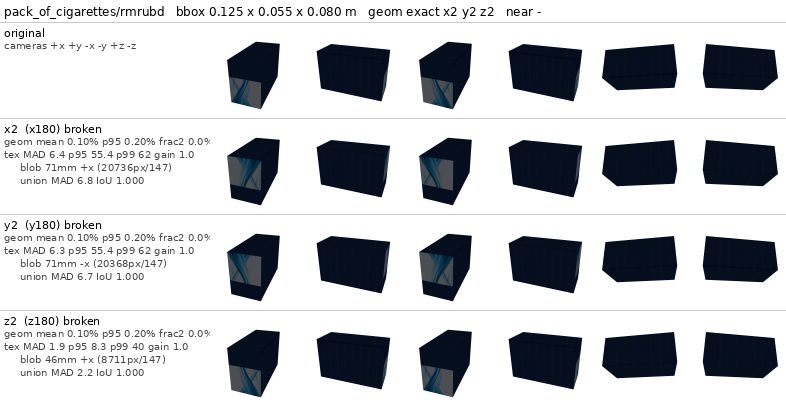 pack_of_cigarettes/rmrubd   bbox 0.125 x 0.055 x 0.080 m   geom exact x2 y2 z2   near -
original
cameras +x +y -x -y +z -z
x2  (x180) broken
geom mean 0.10% p95 0.20% frac2 0.0%
tex MAD 6.4 p95 55.4 p99 62 gain 1.0
blob 71mm +x (20736px/147)
union MAD 6.8 IoU 1.000
y2  (y180) broken
geom mean 0.10% p95 0.20% frac2 0.0%
tex MAD 6.3 p95 55.4 p99 62 gain 1.0
blob 71mm -x (20368px/147)
union MAD 6.7 IoU 1.000
z2  (z180) broken
geom mean 0.10% p95 0.20% frac2 0.0%
tex MAD 1.9 p95 8.3 p99 40 gain 1.0
blob 46mm +x (8711px/147)
union MAD 2.2 IoU 1.000